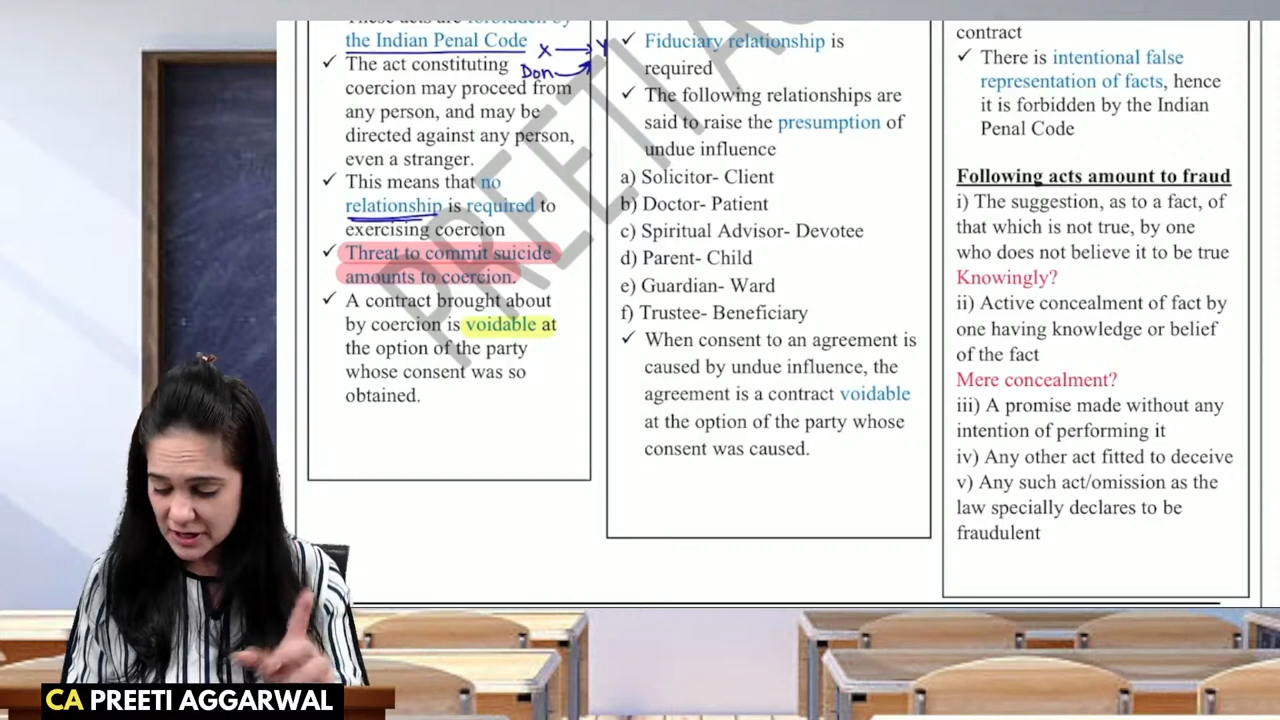 These acts are forbidden by
the Indian Penal Code
X → Y
Don
✓ The act constituting
coercion may proceed from
any person, and may be
directed against any person,
even a stranger.
✓ This means that no
relationship is required to
exercising coercion
✓ Threat to commit suicide
amounts to coercion.
✓ A contract brought about
by coercion is voidable at
the option of the party
whose consent was so
obtained.
✓ Fiduciary relationship is
required
✓ The following relationships are
said to raise the presumption of
undue influence
a) Solicitor- Client
b) Doctor- Patient
c) Spiritual Advisor- Devotee
d) Parent- Child
e) Guardian- Ward
f) Trustee- Beneficiary
✓ When consent to an agreement is
caused by undue influence, the
agreement is a contract voidable
at the option of the party whose
consent was caused.
contract
✓ There is intentional false
representation of facts, hence
it is forbidden by the Indian
Penal Code
Following acts amount to fraud
i) The suggestion, as to a fact, of
that which is not true, by one
who does not believe it to be true
Knowingly?
ii) Active concealment of fact by
one having knowledge or belief
of the fact
Mere concealment?
iii) A promise made without any
intention of performing it
iv) Any other act fitted to deceive
v) Any such act/omission as the
law specially declares to be
fraudulent
PREETI A
CA PREETI AGGARWAL